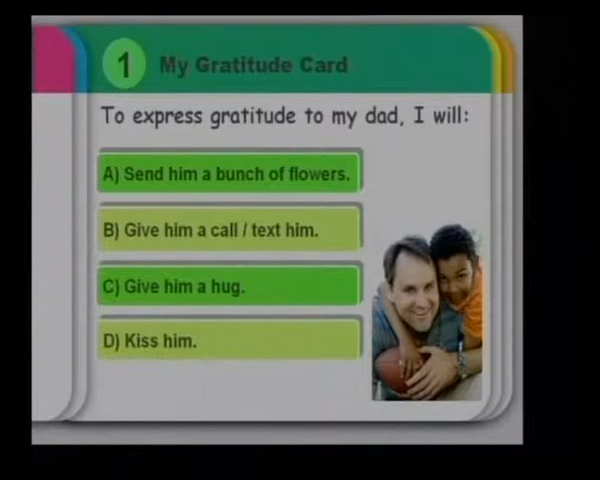 1 My Gratitude Card
To express gratitude to my dad, I will:
A) Send him a bunch of flowers.
B) Give him a call / text him.
C) Give him a hug.
D) Kiss him.